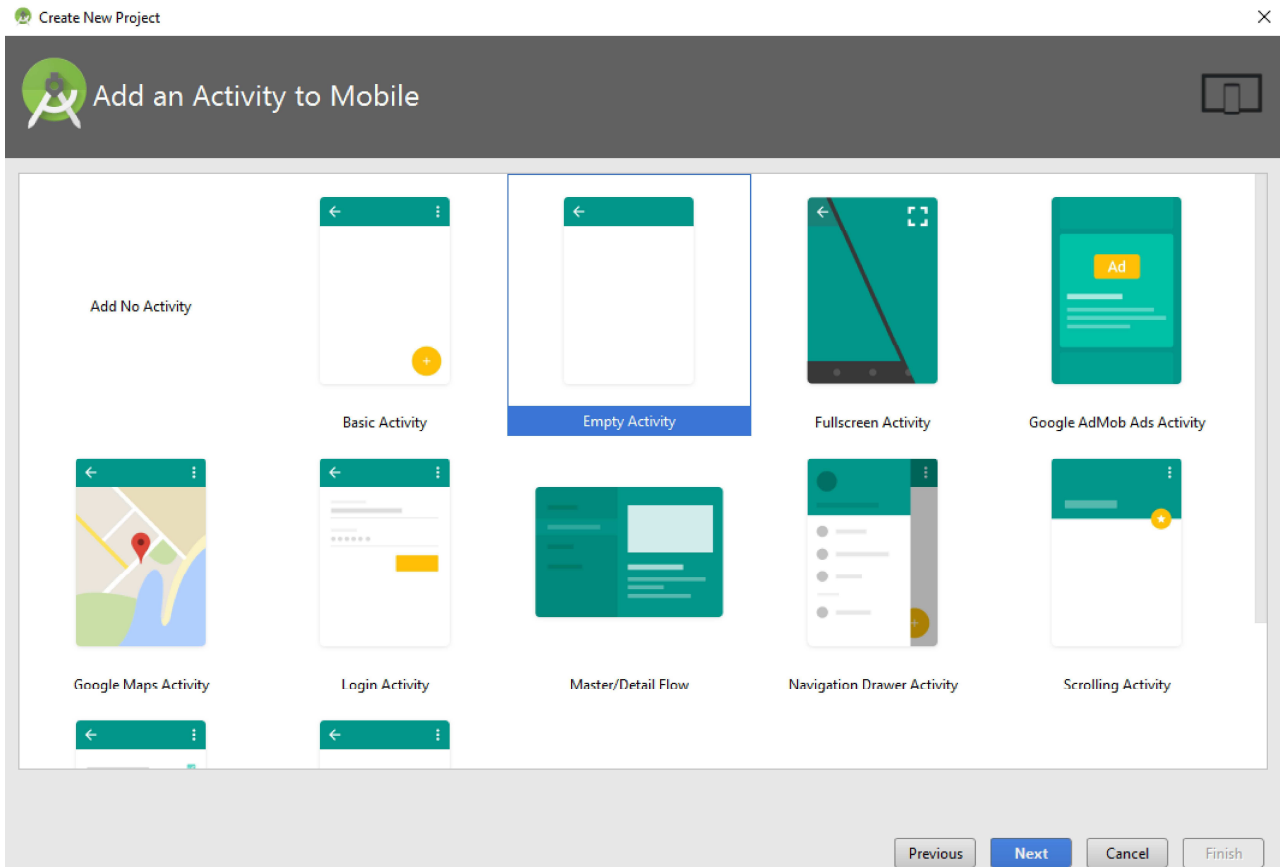 Create New Project
Add an Activity to Mobile
Add No Activity
Ad
Basic Activity
Empty Activity
Fullscreen Activity
Google AdMob Ads Activity
Google Maps Activity
Login Activity
Master/Detail Flow
Navigation Drawer Activity
Scrolling Activity
Previous
Next
Cancel
Finish